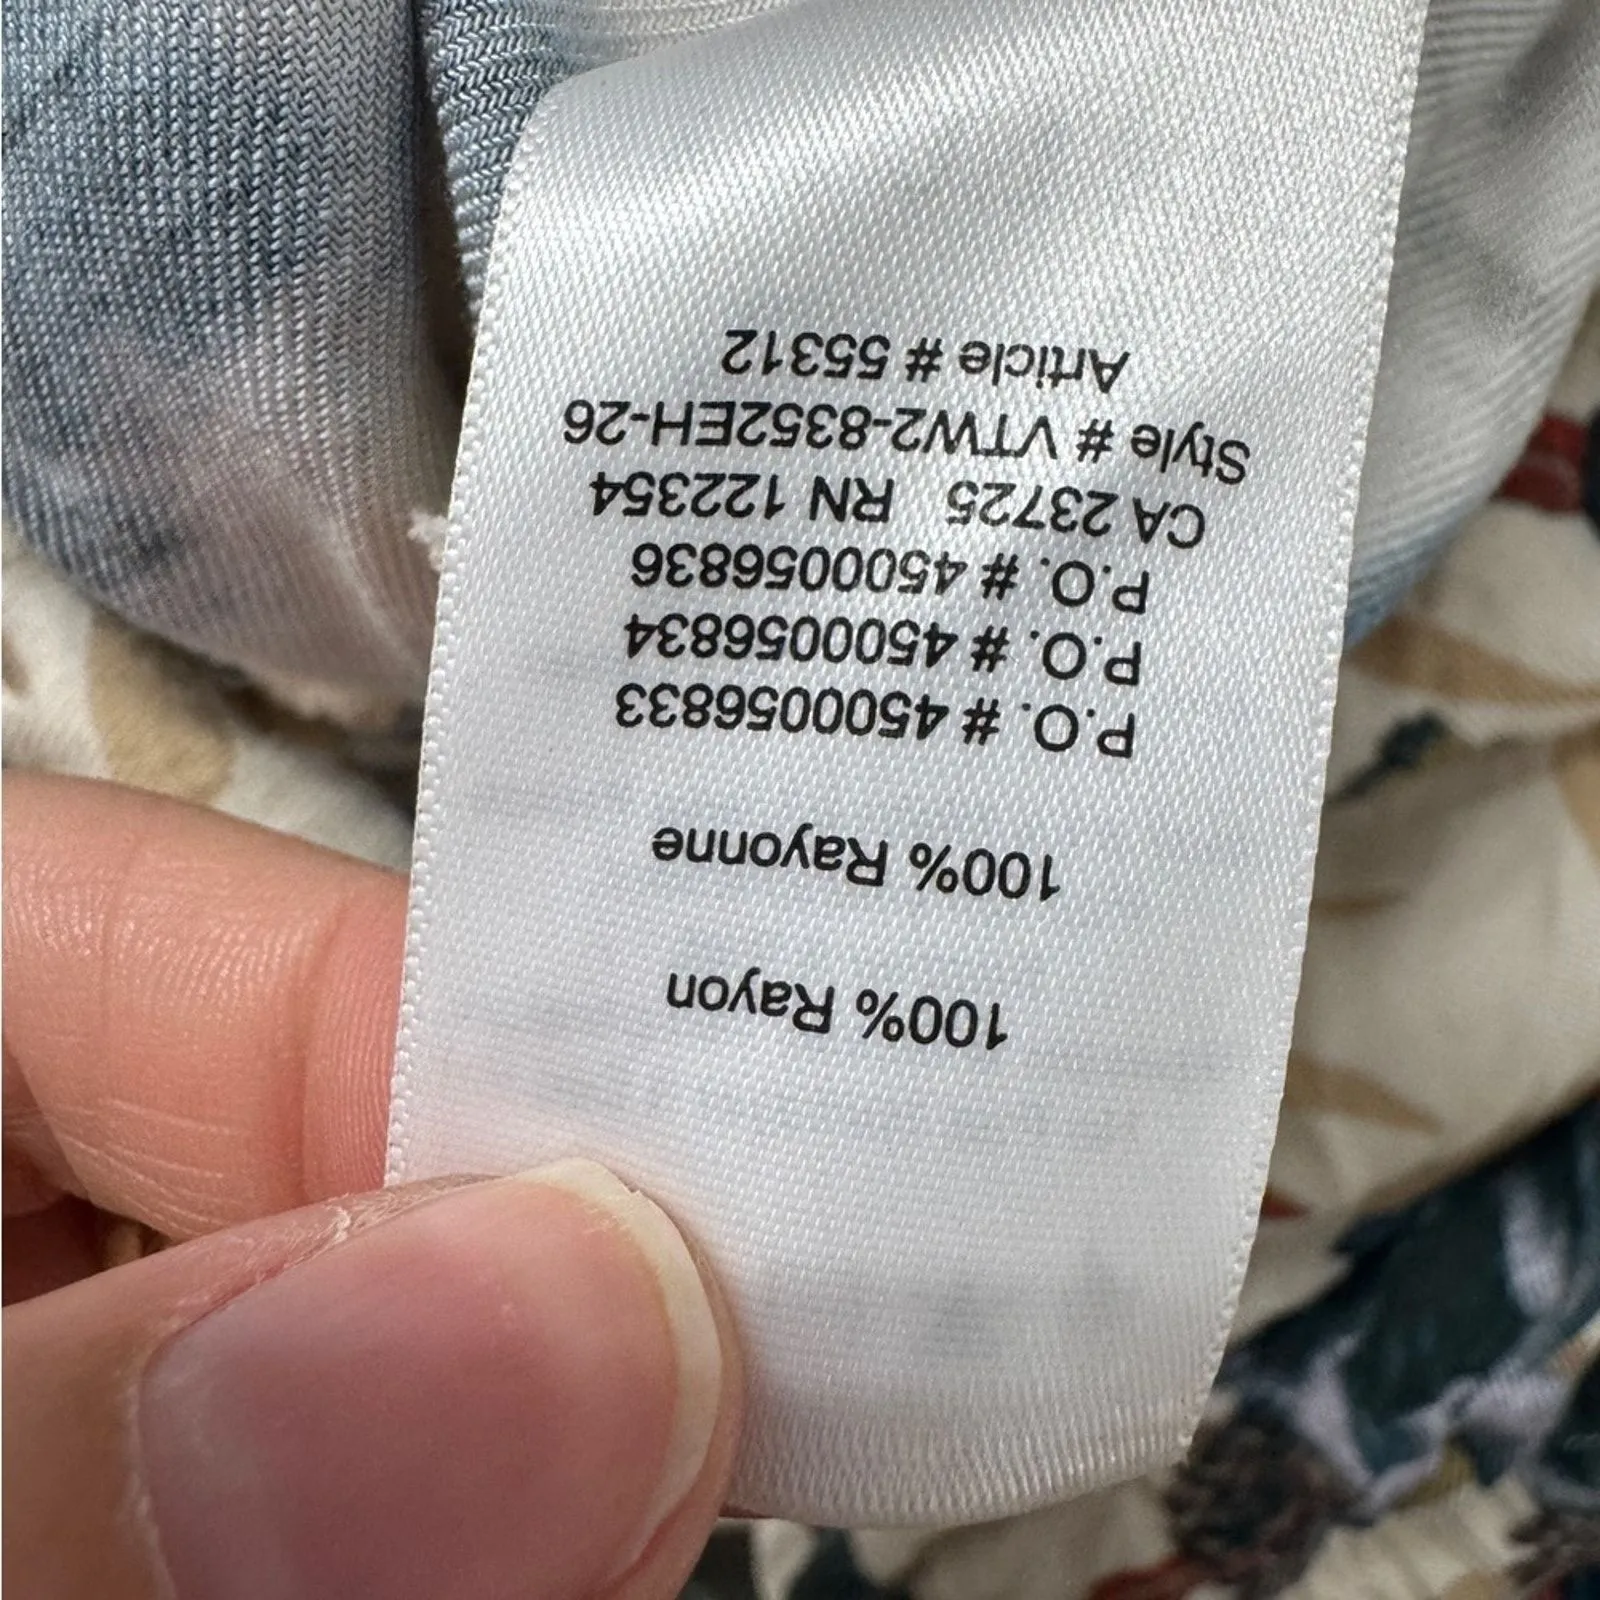 100% Rayon
100% Rayonne
P.O. # 4500056833
P.O. # 4500056834
P.O. # 4500056836
CA 23725 RN 122354
Style # VTW2-8352EH-26
Article # 55312